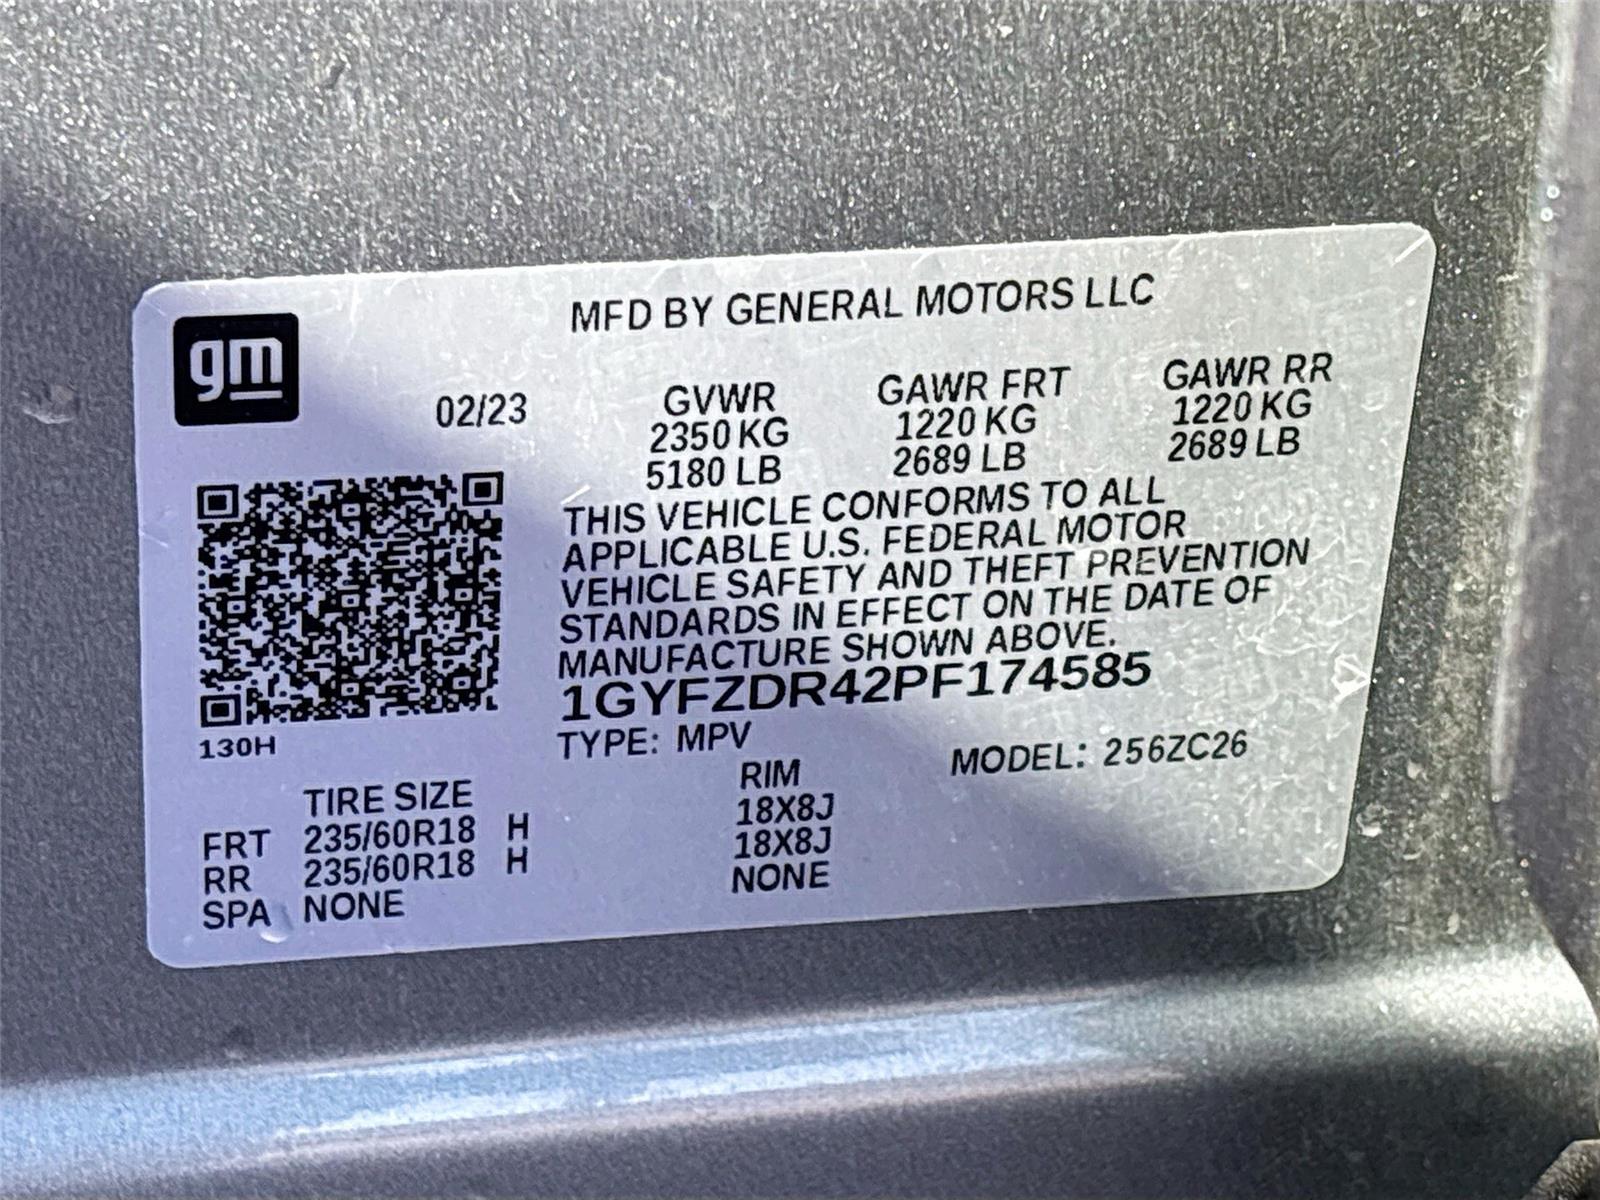 MFD BY GENERAL MOTORS LLC
gm
02/23
GVWR GAWR FRT GAWR RR
2350 KG 1220 KG 1220 KG
5180 LB 2689 LB 2689 LB
THIS VEHICLE CONFORMS TO ALL
APPLICABLE U.S. FEDERAL MOTOR
VEHICLE SAFETY AND THEFT PREVENTION
STANDARDS IN EFFECT ON THE DATE OF
MANUFACTURE SHOWN ABOVE.
1GYFZDR42PF174585
130H
TYPE: MPV MODEL: 256ZC26
TIRE SIZE RIM
FRT 235/60R18 H 18X8J
RR 235/60R18 H 18X8J
SPA NONE NONE